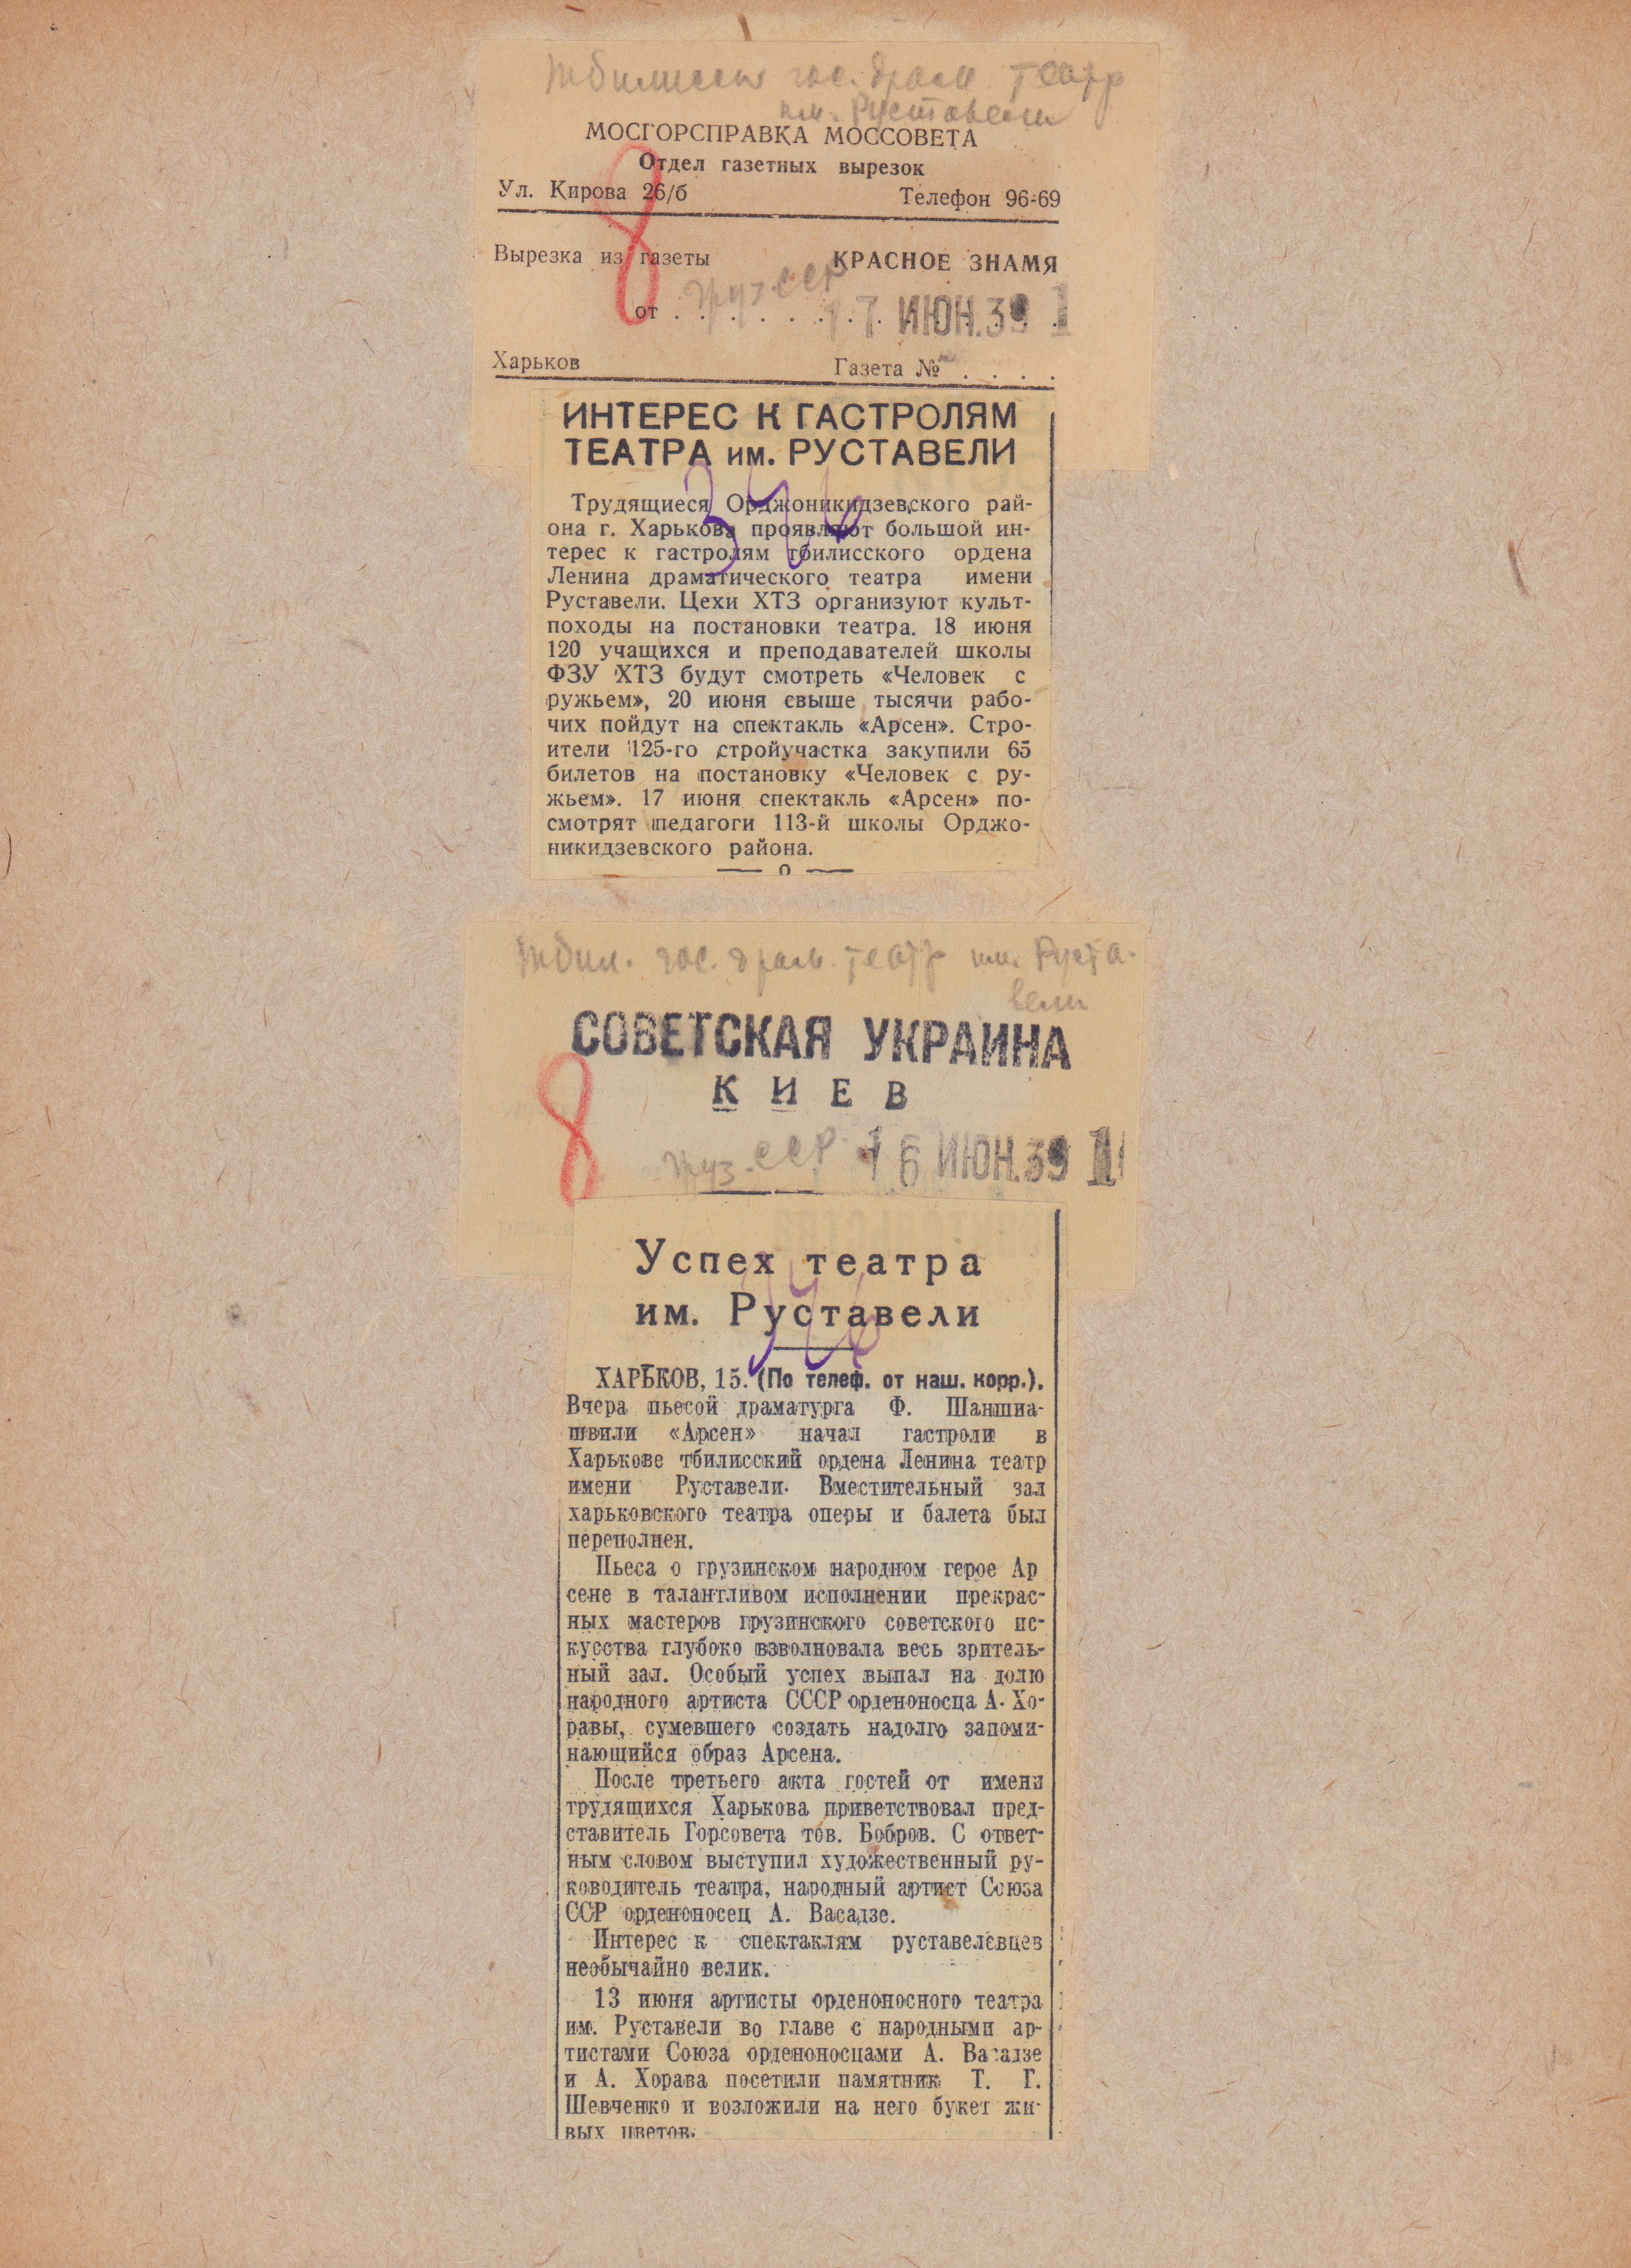 Тбилисск гос. драм. театр
им. Руставели
МОСГОРСПРАВКА МОССОВЕТА
Отдел газетных вырезок
Ул. Кирова 26/б Телефон 96-69
8
Вырезка из газеты КРАСНОЕ ЗНАМЯ
Груз. ССР
от . . . . . . . . 17 ИЮН.39 1
Харьков Газета № . . . .
ИНТЕРЕС К ГАСТРОЛЯМ
ТЕАТРА им. РУСТАВЕЛИ
Трудящиеся Орджоникидзевского рай-
она г. Харькова проявляют большой ин-
терес к гастролям тбилисского ордена
Ленина драматического театра имени
Руставели. Цехи ХТЗ организуют культ-
походы на постановки театра. 18 июня
120 учащихся и преподавателей школы
ФЗУ ХТЗ будут смотреть «Человек с
ружьем», 20 июня свыше тысячи рабо-
чих пойдут на спектакль «Арсен». Стро-
ители 125-го стройучастка закупили 65
билетов на постановку «Человек с ру-
жьем». 17 июня спектакль «Арсен» по-
смотрят педагоги 113-й школы Орджо-
никидзевского района.
Тбил. гос. драм. театр им. Руста-
вели
СОВЕТСКАЯ УКРАИНА
КИЕВ
8
Груз. ССР 16 ИЮН.39 1
Успех театра
им. Руставели
ХАРЬКОВ, 15. (По телеф. от наш. корр.).
Вчера пьесой драматурга Ф. Шаншиа-
швили «Арсен» начал гастроли в
Харькове тбилисский ордена Ленина театр
имени Руставели. Вместительный зал
харьковского театра оперы и балета был
переполнен.
Пьеса о грузинском народном герое Ар
сене в талантливом исполнении прекрас-
ных мастеров грузинского советского ис-
кусства глубоко взволновала весь зритель-
ный зал. Особый успех выпал на долю
народного артиста СССР орденоносца А. Хо-
равы, сумевшего создать надолго запоми-
нающийся образ Арсена.
После третьего акта гостей от имени
трудящихся Харькова приветствовал пред-
ставитель Горсовета тов. Бобров. С ответ-
ным словом выступил художественный ру-
ководитель театра, народный артист Союза
ССР орденоносец А. Васадзе.
Интерес к спектаклям руставелевцев
необычайно велик.
13 июня артисты орденоносного театра
им. Руставели во главе с народными ар-
тистами Союза орденоносцами А. Васадзе
и А. Хорава посетили памятник Т. Г.
Шевченко и возложили на него букет жи-
вых цветов.